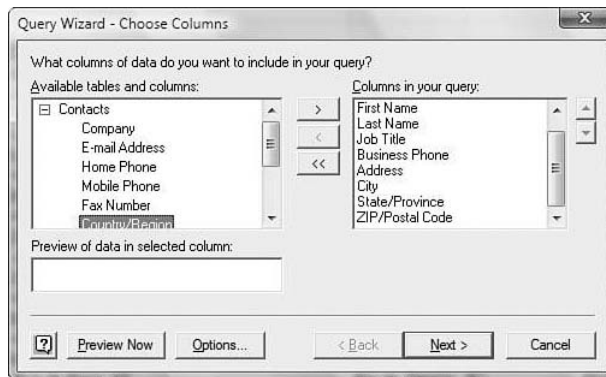 Query Wizard - Choose Columns
What columns of data do you want to include in your query?
Available tables and columns:
Contacts
Company
E-mail Address
Home Phone
Mobile Phone
Fax Number
Country/Region
>
<
<<
Columns in your query:
First Name
Last Name
Job Title
Business Phone
Address
City
State/Province
ZIP/Postal Code
Preview of data in selected column:
?
Preview Now
Options...
< Back
Next >
Cancel